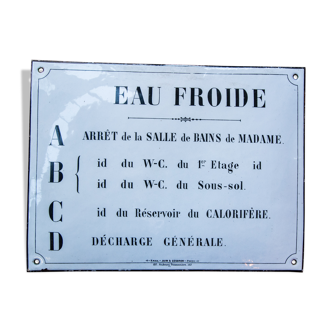 EAU FROIDE
A ARRÊT de la SALLE de BAINS de MADAME.
B { id du W-C. du 1er Etage id
id du W-C. du Sous-sol.
C id du Réservoir du CALORIFÈRE.
D DÉCHARGE GÉNÉRALE.